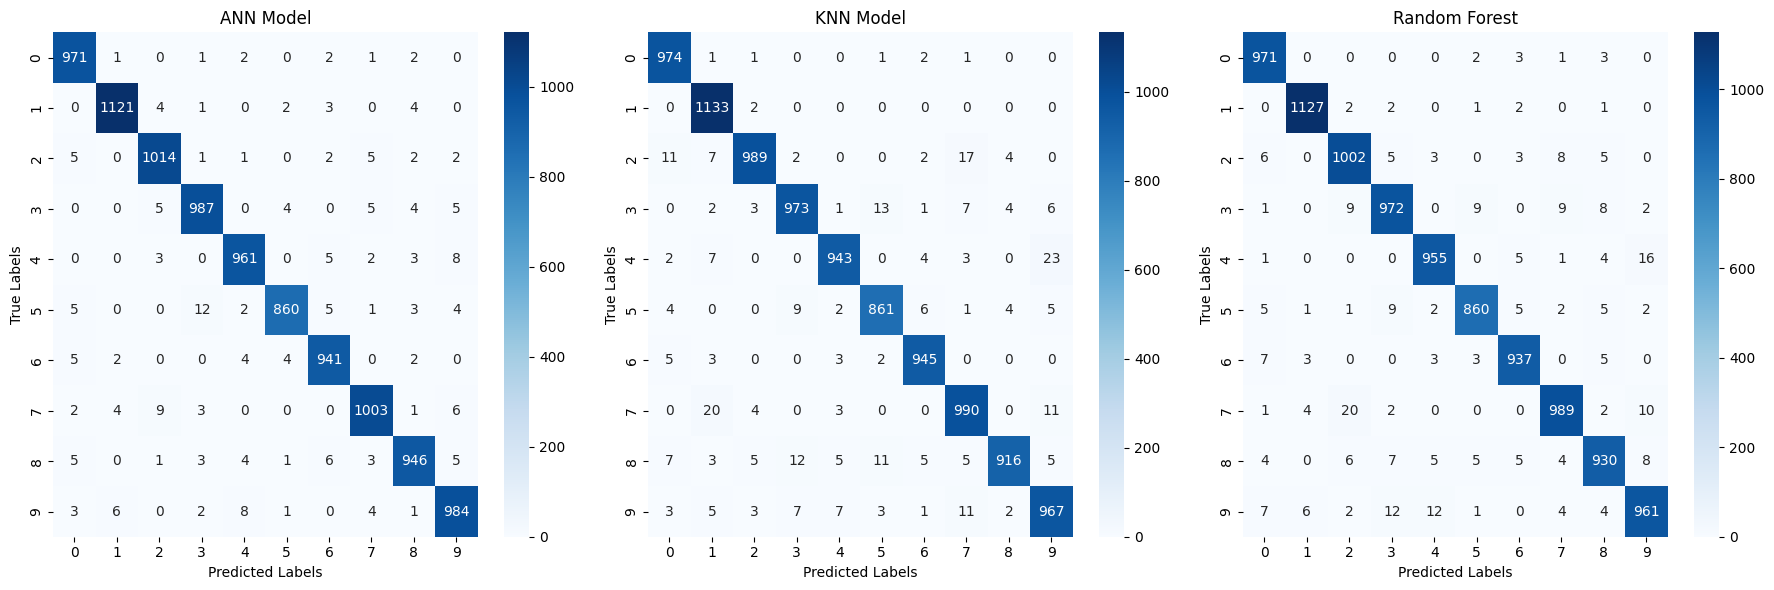 ANN Model
0 971 1 0 1 2 0 2 1 2 0
1 0 1121 4 1 0 2 3 0 4 0
2 5 0 1014 1 1 0 2 5 2 2
3 0 0 5 987 0 4 0 5 4 5
4 0 0 3 0 961 0 5 2 3 8
5 5 0 0 12 2 860 5 1 3 4
6 5 2 0 0 4 4 941 0 2 0
7 2 4 9 3 0 0 0 1003 1 6
8 5 0 1 3 4 1 6 3 946 5
9 3 6 0 2 8 1 0 4 1 984
0 1 2 3 4 5 6 7 8 9
True Labels
Predicted Labels
1000
800
600
400
200
0
KNN Model
0 974 1 1 0 0 1 2 1 0 0
1 0 1133 2 0 0 0 0 0 0 0
2 11 7 989 2 0 0 2 17 4 0
3 0 2 3 973 1 13 1 7 4 6
4 2 7 0 0 943 0 4 3 0 23
5 4 0 0 9 2 861 6 1 4 5
6 5 3 0 0 3 2 945 0 0 0
7 0 20 4 0 3 0 0 990 0 11
8 7 3 5 12 5 11 5 5 916 5
9 3 5 3 7 7 3 1 11 2 967
0 1 2 3 4 5 6 7 8 9
True Labels
Predicted Labels
1000
800
600
400
200
0
Random Forest
0 971 0 0 0 0 2 3 1 3 0
1 0 1127 2 2 0 1 2 0 1 0
2 6 0 1002 5 3 0 3 8 5 0
3 1 0 9 972 0 9 0 9 8 2
4 1 0 0 0 955 0 5 1 4 16
5 5 1 1 9 2 860 5 2 5 2
6 7 3 0 0 3 3 937 0 5 0
7 1 4 20 2 0 0 0 989 2 10
8 4 0 6 7 5 5 5 4 930 8
9 7 6 2 12 12 1 0 4 4 961
0 1 2 3 4 5 6 7 8 9
True Labels
Predicted Labels
1000
800
600
400
200
0